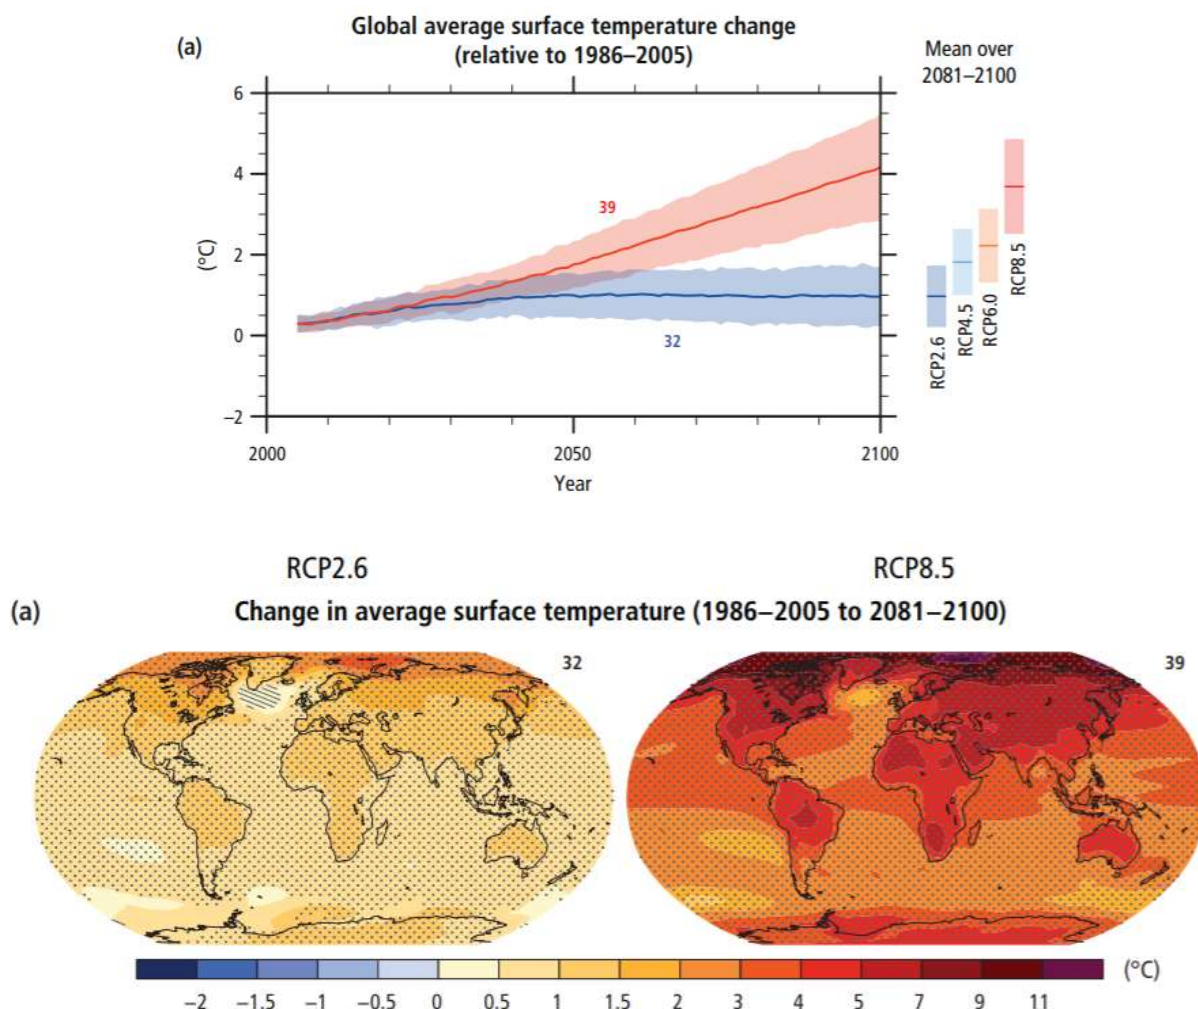 (a)
Global average surface temperature change
(relative to 1986–2005)
Mean over
2081–2100
6
4
2
0
−2
(°C)
39
32
2000
2050
2100
Year
RCP2.6
RCP4.5
RCP6.0
RCP8.5
RCP2.6
RCP8.5
(a)
Change in average surface temperature (1986–2005 to 2081–2100)
32
39
−2 −1.5 −1 −0.5 0 0.5 1 1.5 2 3 4 5 7 9 11
(°C)